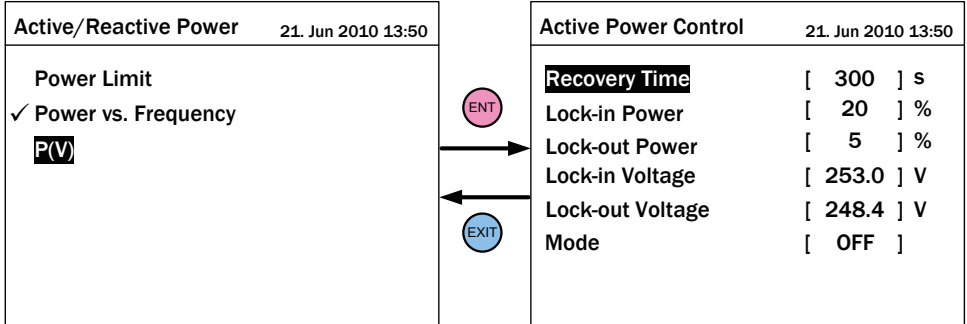 Active/Reactive Power 21. Jun 2010 13:50
Power Limit
✓ Power vs. Frequency
P(V)
ENT
EXIT
Active Power Control 21. Jun 2010 13:50
Recovery Time [ 300 ] s
Lock-in Power [ 20 ] %
Lock-out Power [ 5 ] %
Lock-in Voltage [ 253.0 ] V
Lock-out Voltage [ 248.4 ] V
Mode [ OFF ]